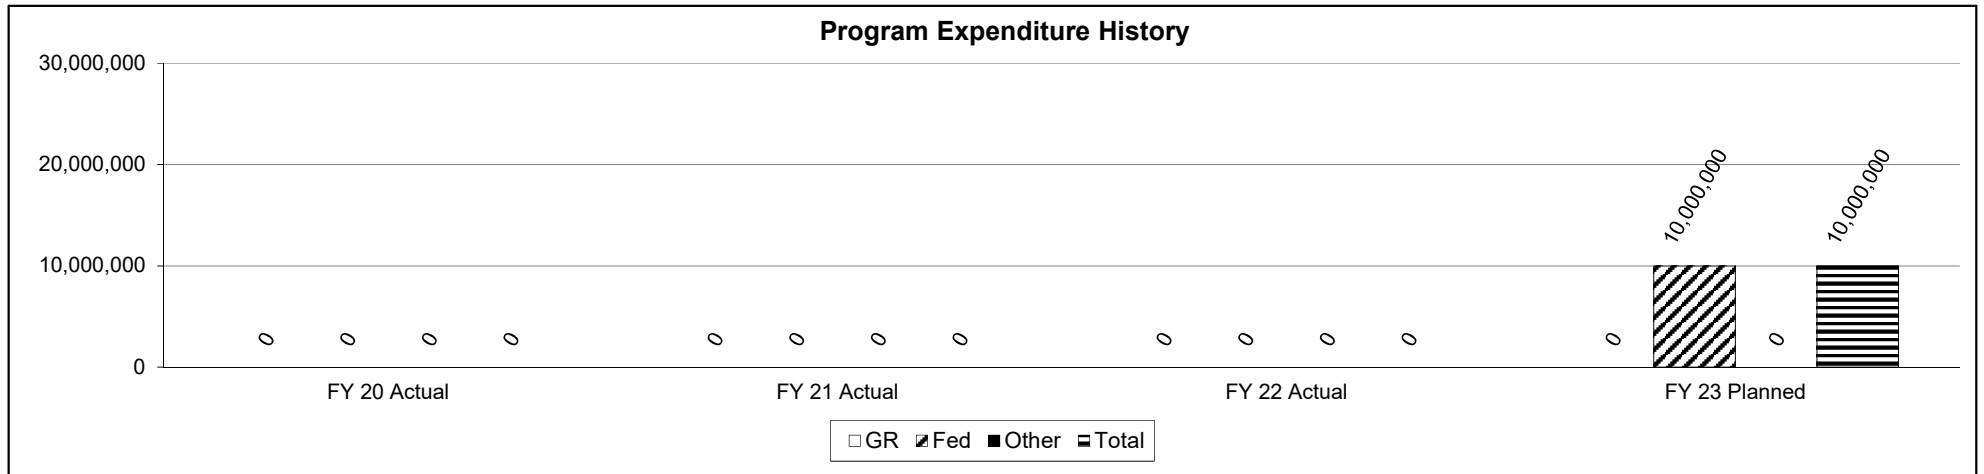 Program Expenditure History
30,000,000
20,000,000
10,000,000
0
0 0 0 0 0 0 0 0 0 0 0 0 0 10,000,000 0 10,000,000
FY 20 Actual FY 21 Actual FY 22 Actual FY 23 Planned
GR Fed Other Total